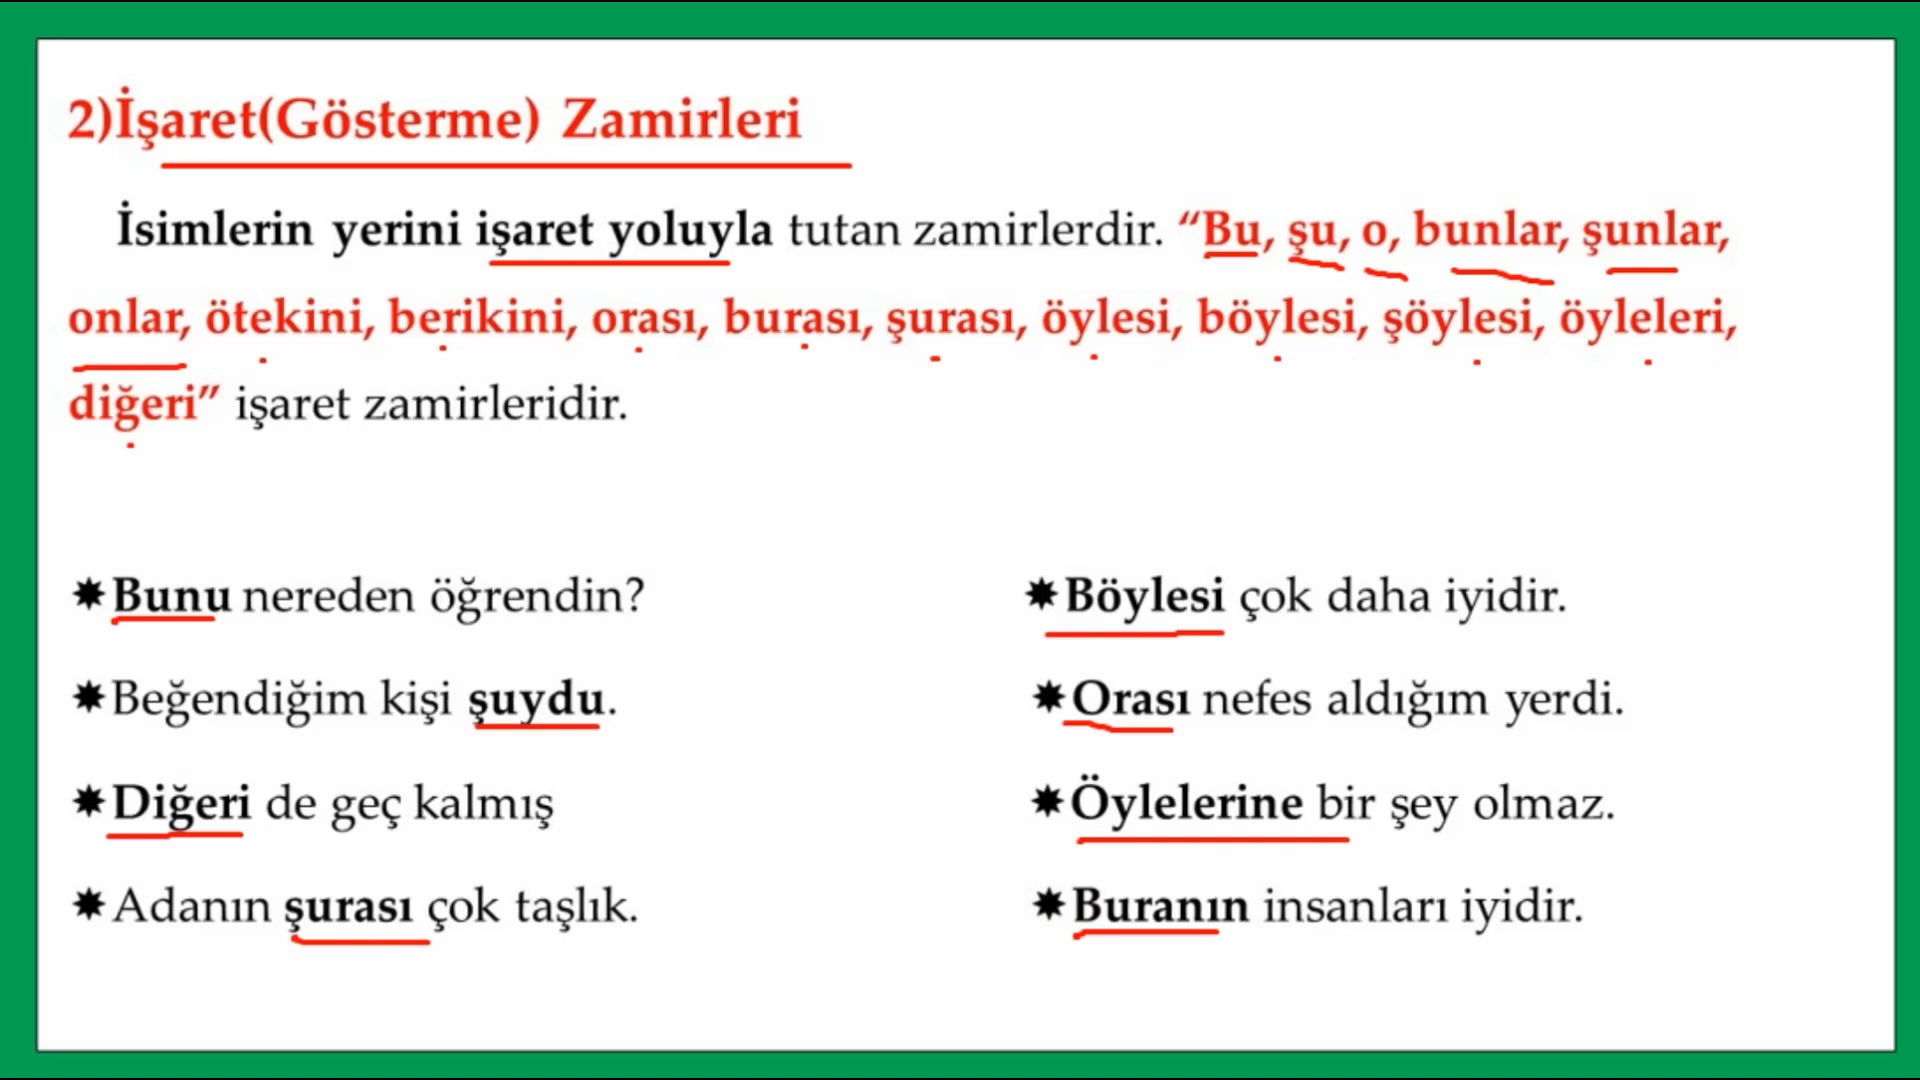 2)İşaret(Gösterme) Zamirleri
İsimlerin yerini işaret yoluyla tutan zamirlerdir. “Bu, şu, o, bunlar, şunlar,
onlar, ötekini, berikini, orası, burası, şurası, öylesi, böylesi, şöylesi, öyleleri,
diğeri” işaret zamirleridir.
✸Bunu nereden öğrendin?
✸Beğendiğim kişi şuydu.
✸Diğeri de geç kalmış
✸Adanın şurası çok taşlık.
✸Böylesi çok daha iyidir.
✸Orası nefes aldığım yerdi.
✸Öylelerine bir şey olmaz.
✸Buranın insanları iyidir.